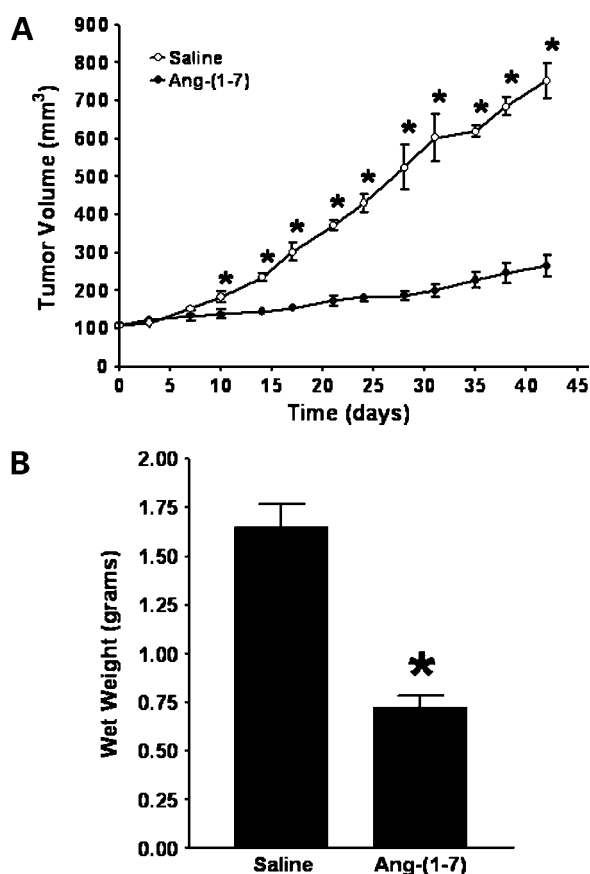 A
Tumor Volume (mm³)
900
800
700
600
500
400
300
200
100
0
Saline
Ang-(1-7)
* * * * * * * * * * *
0 5 10 15 20 25 30 35 40 45
Time (days)
B
Wet Weight (grams)
2.00
1.75
1.50
1.25
1.00
0.75
0.50
0.25
0.00
*
Saline Ang-(1-7)